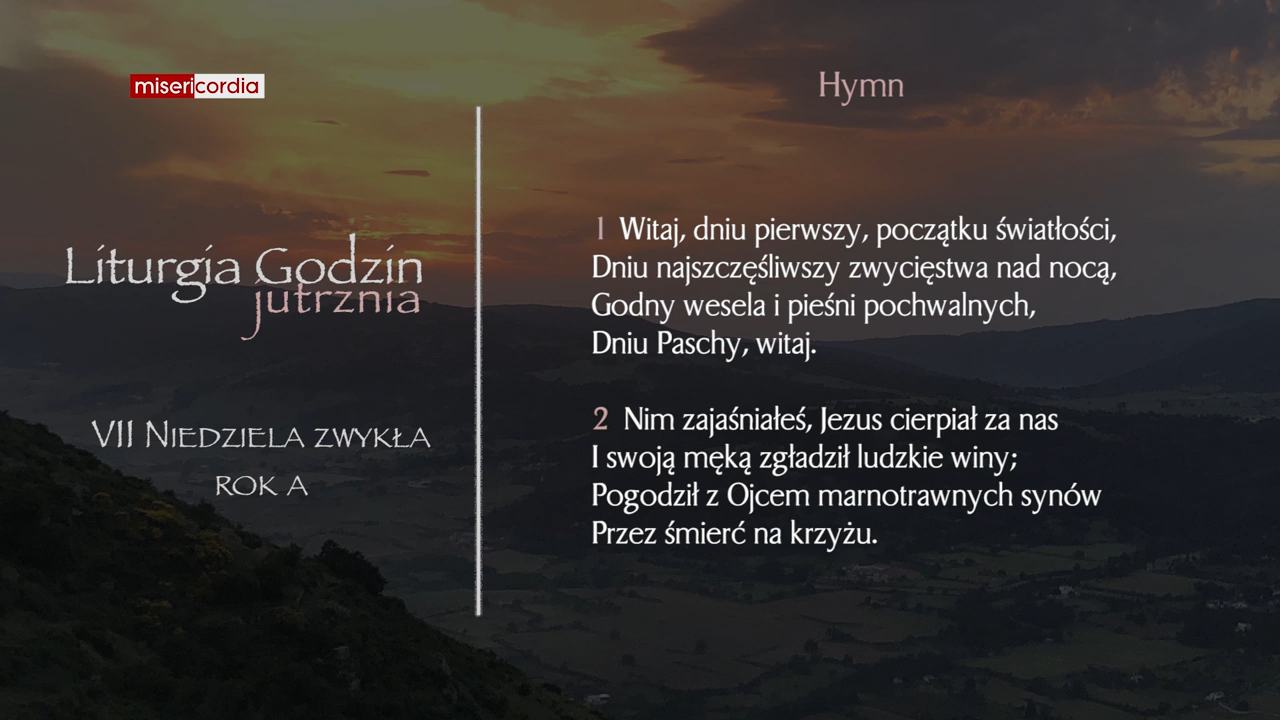 misericordia
Liturgia Godzin
jutrznia
VII Niedziela zwykła
rok A
Hymn
1 Witaj, dniu pierwszy, początku światłości,
Dniu najszczęśliwszy zwycięstwa nad nocą,
Godny wesela i pieśni pochwalnych,
Dniu Paschy, witaj.
2 Nim zajaśniałeś, Jezus cierpiał za nas
I swoją męką zgładził ludzkie winy;
Pogodził z Ojcem marnotrawnych synów
Przez śmierć na krzyżu.